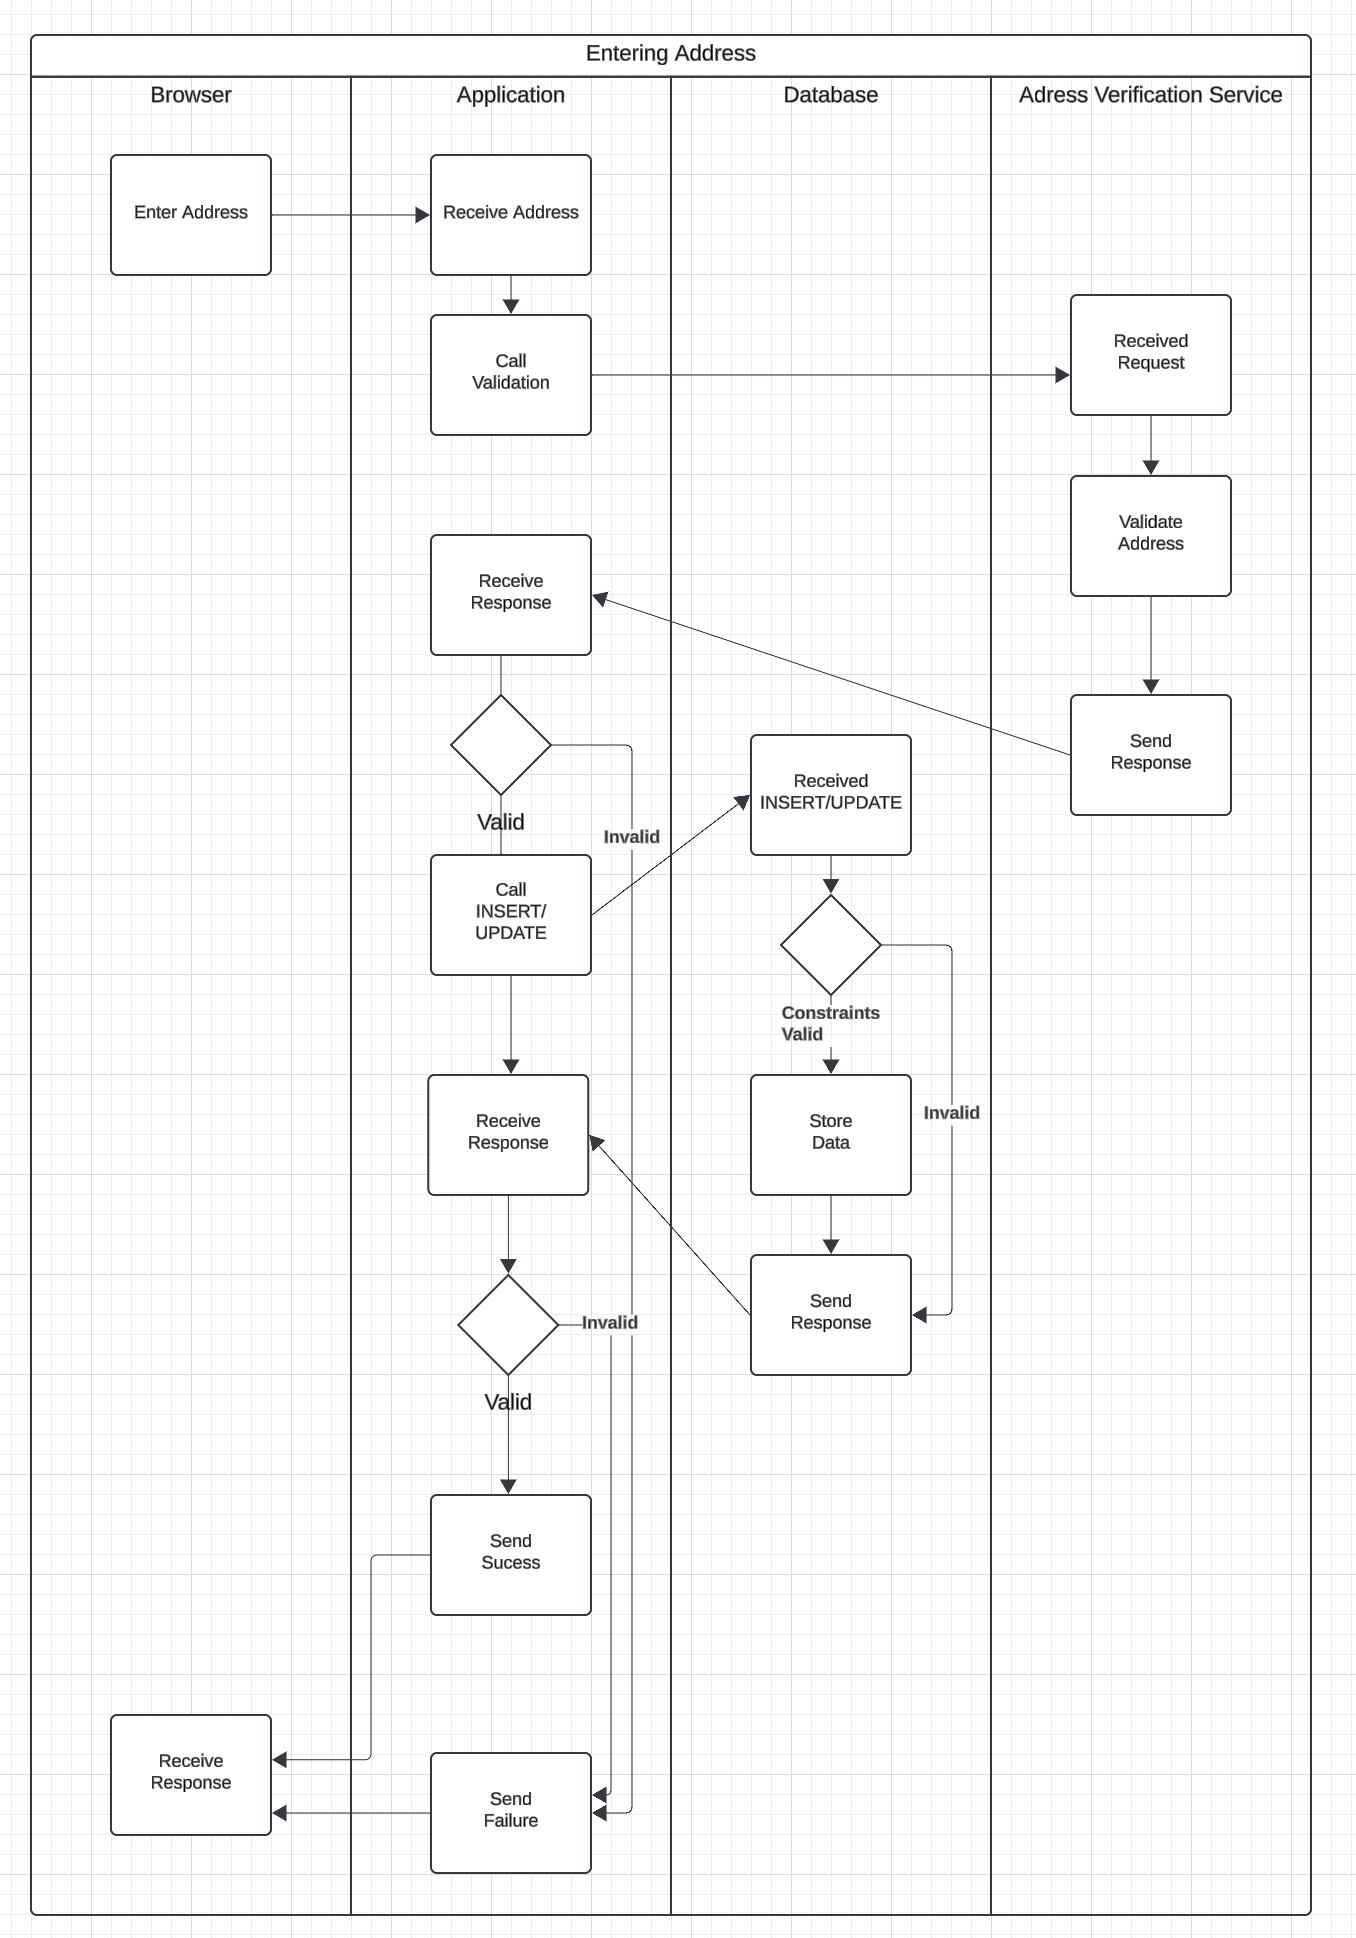 Entering Address
Browser
Application
Database
Adress Verification Service
Enter Address
Receive Address
Call
Validation
Received
Request
Validate
Address
Receive
Response
Send
Response
Received
INSERT/UPDATE
Valid
Invalid
Call
INSERT/
UPDATE
Constraints
Valid
Receive
Response
Store
Data
Invalid
Send
Response
Invalid
Valid
Send
Sucess
Receive
Response
Send
Failure